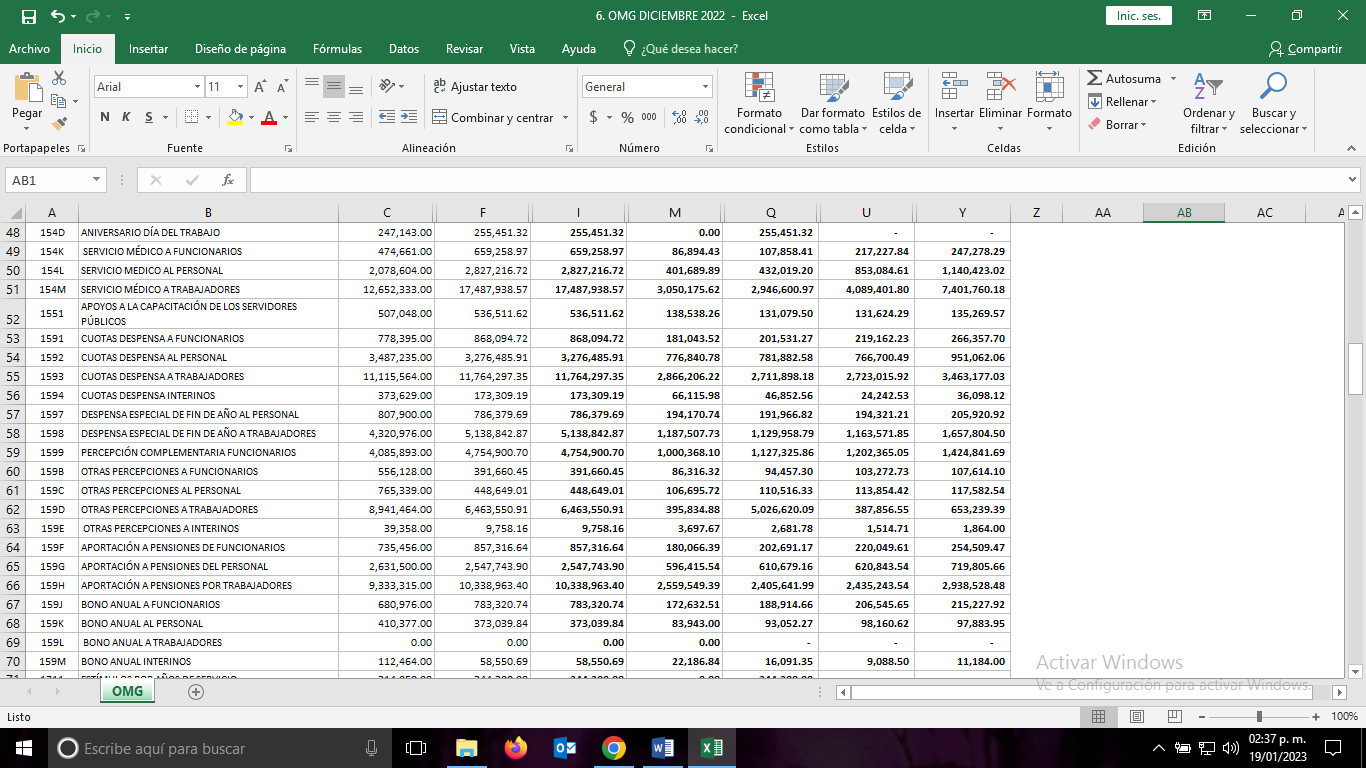 6. OMG DICIEMBRE 2022 - Excel
Inic. ses.
Archivo Inicio Insertar Diseño de página Fórmulas Datos Revisar Vista Ayuda ¿Qué desea hacer? Compartir
Pegar
Arial 11
N K S
Ajustar texto
Combinar y centrar
General
$ % 000
Formato condicional
Dar formato como tabla
Estilos de celda
Insertar Eliminar Formato
Autosuma
Rellenar
Borrar
Ordenar y filtrar
Buscar y seleccionar
Portapapeles Fuente Alineación Número Estilos Celdas Edición
AB1 fx
A B C F I M Q U Y Z AA AB AC
48 154D ANIVERSARIO DÍA DEL TRABAJO 247,143.00 255,451.32 255,451.32 0.00 255,451.32 - -
49 154K SERVICIO MÉDICO A FUNCIONARIOS 474,661.00 659,258.97 659,258.97 86,894.43 107,858.41 217,227.84 247,278.29
50 154L SERVICIO MEDICO AL PERSONAL 2,078,604.00 2,827,216.72 2,827,216.72 401,689.89 432,019.20 853,084.61 1,140,423.02
51 154M SERVICIO MÉDICO A TRABAJADORES 12,652,333.00 17,487,938.57 17,487,938.57 3,050,175.62 2,946,600.97 4,089,401.80 7,401,760.18
52 1551 APOYOS A LA CAPACITACIÓN DE LOS SERVIDORES PÚBLICOS 507,048.00 536,511.62 536,511.62 138,538.26 131,079.50 131,624.29 135,269.57
53 1591 CUOTAS DESPENSA A FUNCIONARIOS 778,395.00 868,094.72 868,094.72 181,043.52 201,531.27 219,162.23 266,357.70
54 1592 CUOTAS DESPENSA AL PERSONAL 3,487,235.00 3,276,485.91 3,276,485.91 776,840.78 781,882.58 766,700.49 951,062.06
55 1593 CUOTAS DESPENSA A TRABAJADORES 11,115,564.00 11,764,297.35 11,764,297.35 2,866,206.22 2,711,898.18 2,723,015.92 3,463,177.03
56 1594 CUOTAS DESPENSA INTERINOS 373,629.00 173,309.19 173,309.19 66,115.98 46,852.56 24,242.53 36,098.12
57 1597 DESPENSA ESPECIAL DE FIN DE AÑO AL PERSONAL 807,900.00 786,379.69 786,379.69 194,170.74 191,966.82 194,321.21 205,920.92
58 1598 DESPENSA ESPECIAL DE FIN DE AÑO A TRABAJADORES 4,320,976.00 5,138,842.87 5,138,842.87 1,187,507.73 1,129,958.79 1,163,571.85 1,657,804.50
59 1599 PERCEPCIÓN COMPLEMENTARIA FUNCIONARIOS 4,085,893.00 4,754,900.70 4,754,900.70 1,000,368.10 1,127,325.86 1,202,365.05 1,424,841.69
60 159B OTRAS PERCEPCIONES A FUNCIONARIOS 556,128.00 391,660.45 391,660.45 86,316.32 94,457.30 103,272.73 107,614.10
61 159C OTRAS PERCEPCIONES AL PERSONAL 765,339.00 448,649.01 448,649.01 106,695.72 110,516.33 113,854.42 117,582.54
62 159D OTRAS PERCEPCIONES A TRABAJADORES 8,941,464.00 6,463,550.91 6,463,550.91 395,834.88 5,026,620.09 387,856.55 653,239.39
63 159E OTRAS PERCEPCIONES A INTERINOS 39,358.00 9,758.16 9,758.16 3,697.67 2,681.78 1,514.71 1,864.00
64 159F APORTACIÓN A PENSIONES DE FUNCIONARIOS 735,456.00 857,316.64 857,316.64 180,066.39 202,691.17 220,049.61 254,509.47
65 159G APORTACIÓN A PENSIONES DEL PERSONAL 2,631,500.00 2,547,743.90 2,547,743.90 596,415.54 610,679.16 620,843.54 719,805.66
66 159H APORTACIÓN A PENSIONES POR TRABAJADORES 9,333,315.00 10,338,963.40 10,338,963.40 2,559,549.39 2,405,641.99 2,435,243.54 2,938,528.48
67 159J BONO ANUAL A FUNCIONARIOS 680,976.00 783,320.74 783,320.74 172,632.51 188,914.66 206,545.65 215,227.92
68 159K BONO ANUAL AL PERSONAL 410,377.00 373,039.84 373,039.84 83,943.00 93,052.27 98,160.62 97,883.95
69 159L BONO ANUAL A TRABAJADORES 0.00 0.00 0.00 0.00 - - -
70 159M BONO ANUAL INTERINOS 112,464.00 58,550.69 58,550.69 22,186.84 16,091.35 9,088.50 11,184.00
Activar Windows
Ve a Configuración para activar Windows.
OMG
Listo 100%
Escribe aquí para buscar
02:37 p. m.
19/01/2023